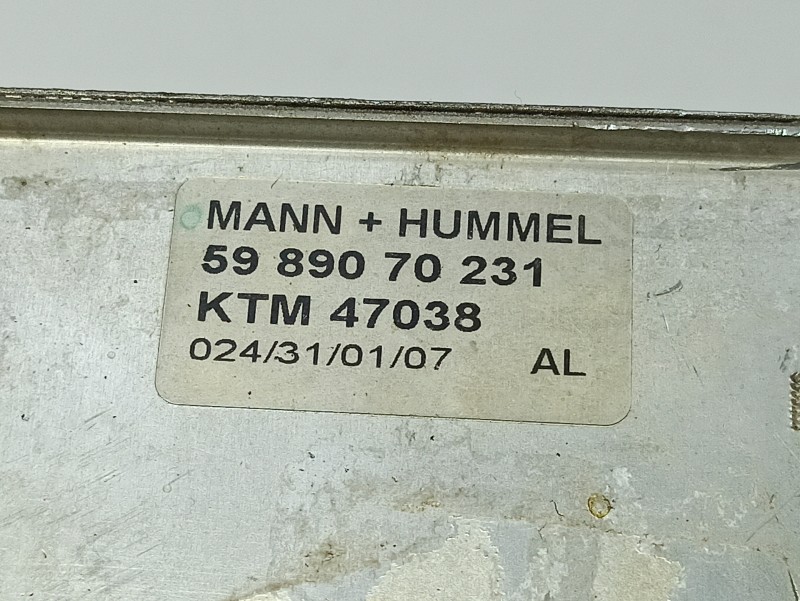 MANN + HUMMEL
59 890 70 231
KTM 47038
024/31/01/07 AL